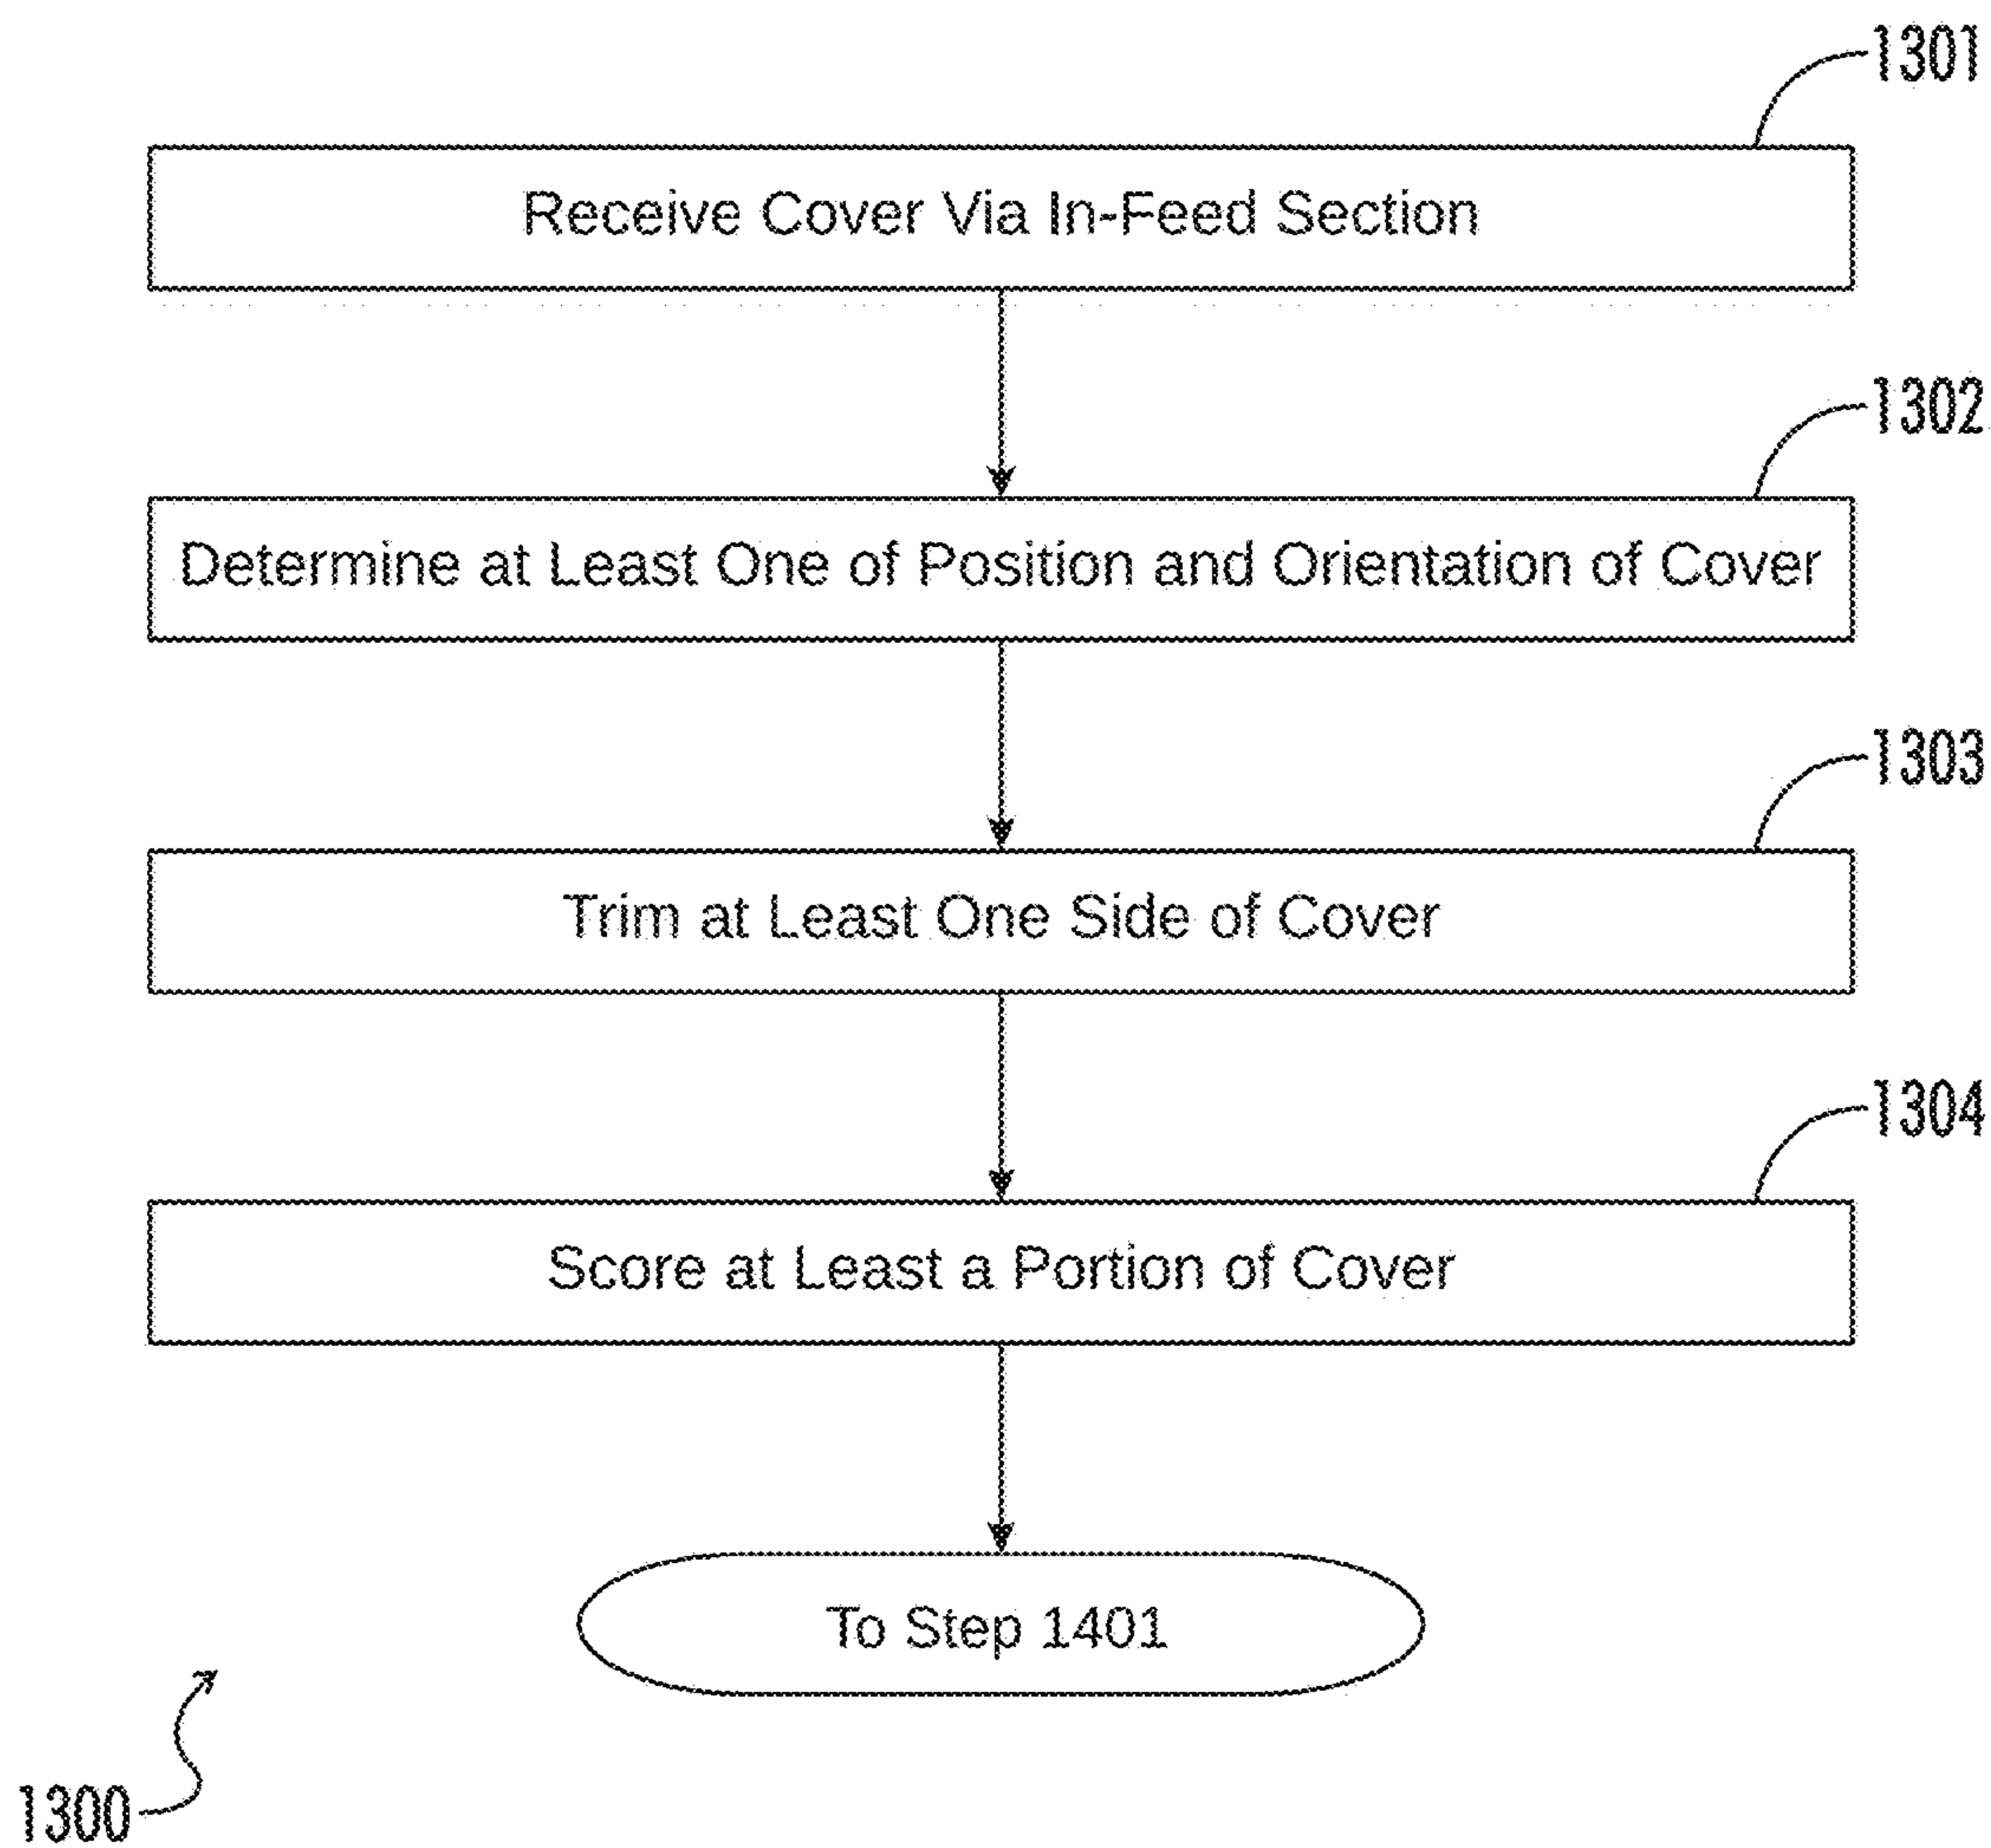 1301
Receive Cover Via In-Feed Section
1302
Determine at Least One of Position and Orientation of Cover
1303
Trim at Least One Side of Cover
1304
Score at Least a Portion of Cover
To Step 1401
1300